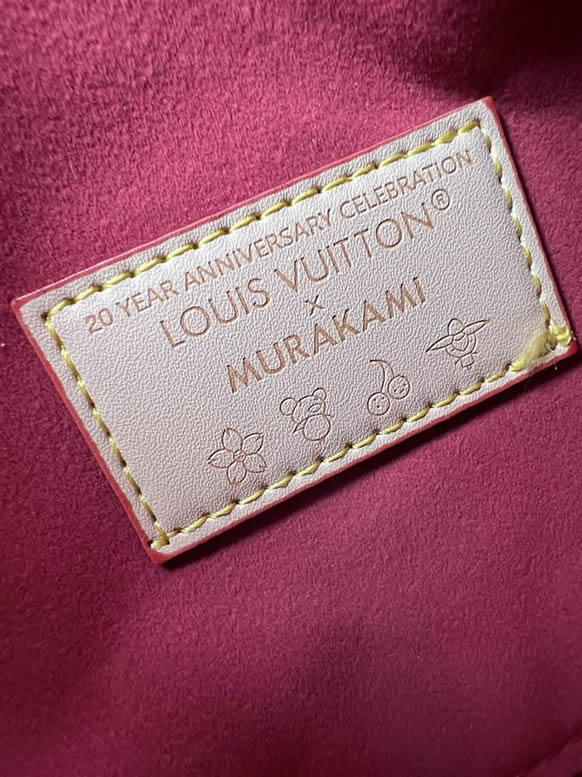 20 YEAR ANNIVERSARY CELEBRATION
LOUIS VUITTON®
×
MURAKAMI